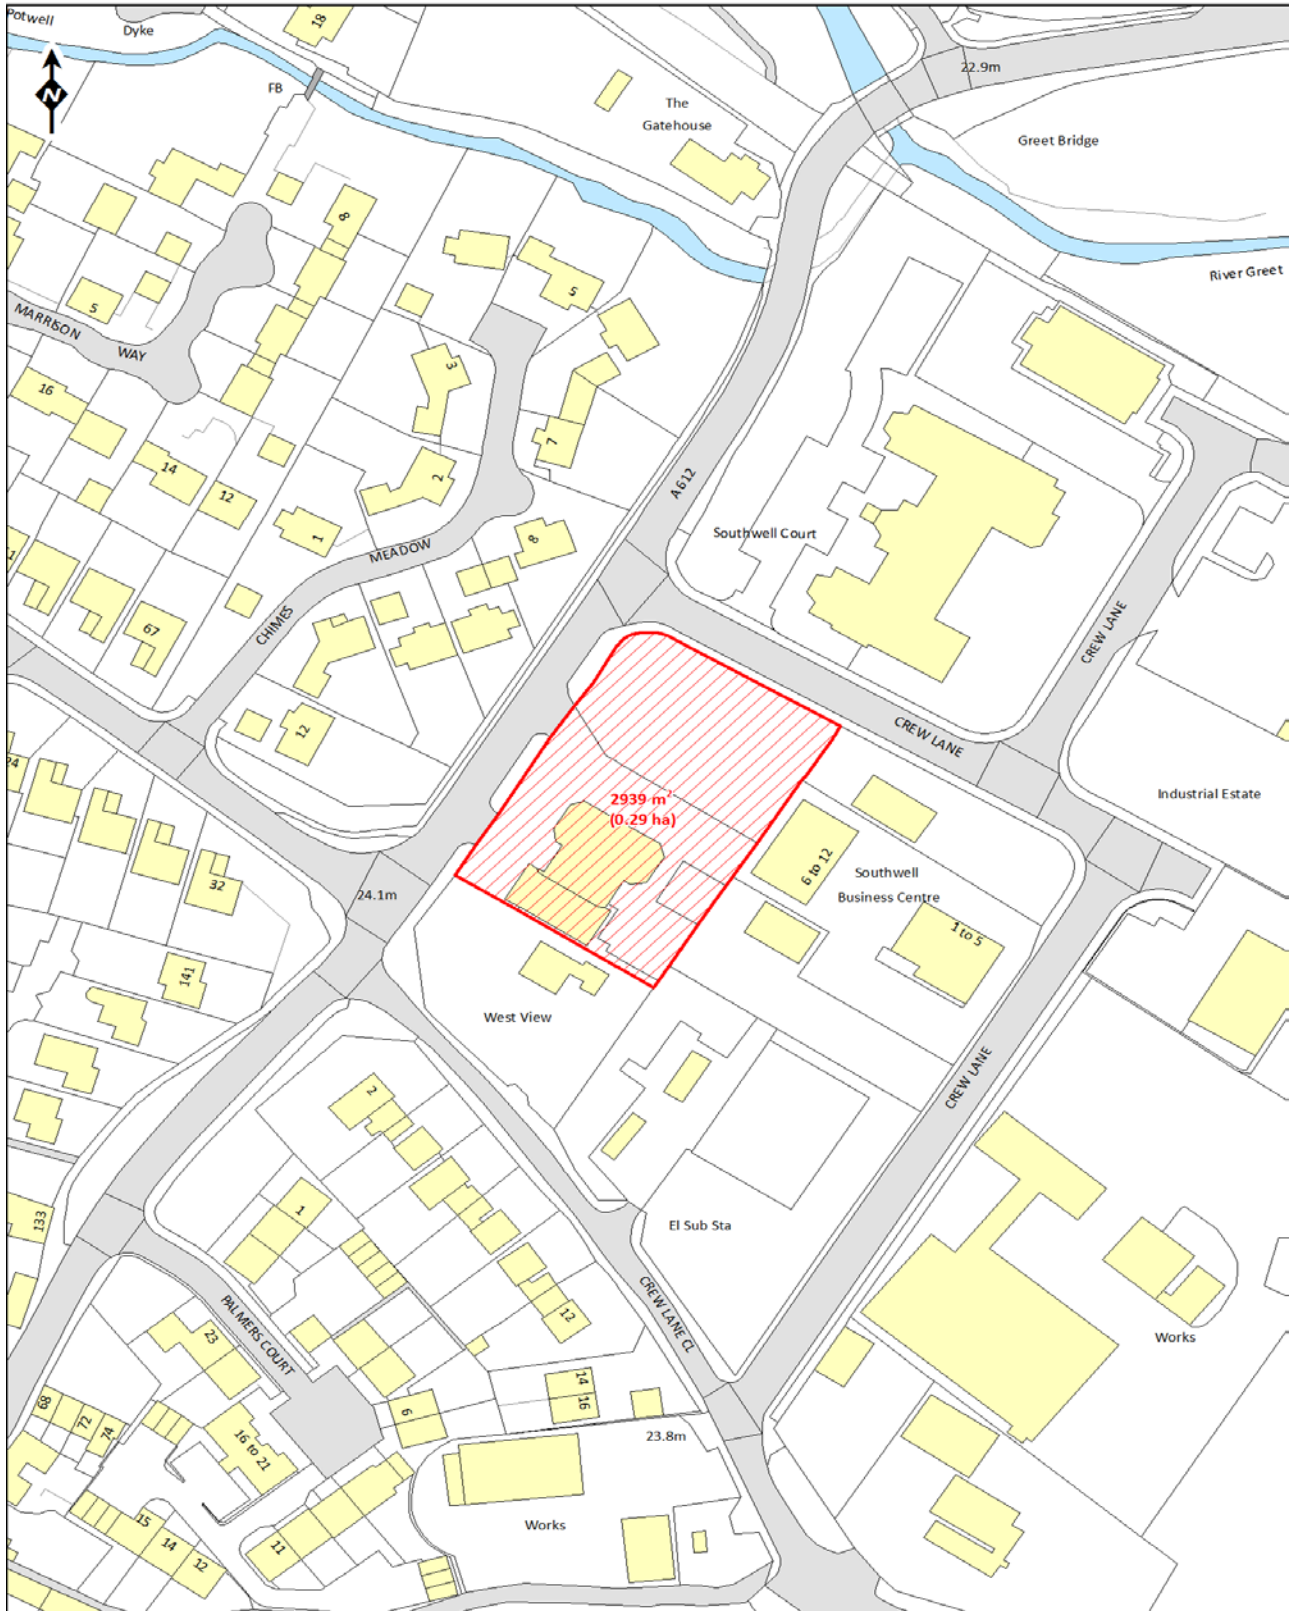 Potwell
Dyke
18
22.9m
N
FB
The
Gatehouse
Greet Bridge
8
River Greet
5
5
MARRISON
WAY
3
16
7
A612
14
2
12
1
Southwell Court
8
MEADOW
CHIMES
67
CREW LANE
12
CREW LANE
24
2939 m²
(0.29 ha)
Industrial Estate
6 to 12
Southwell
Business Centre
32
24.1m
1 to 5
141
West View
CREW LANE
2
1
133
El Sub Sta
CREW LANE CL
12
PALMERS COURT
23
Works
14
16
68
72
74
6
16 to 21
23.8m
15
14
12
11
Works